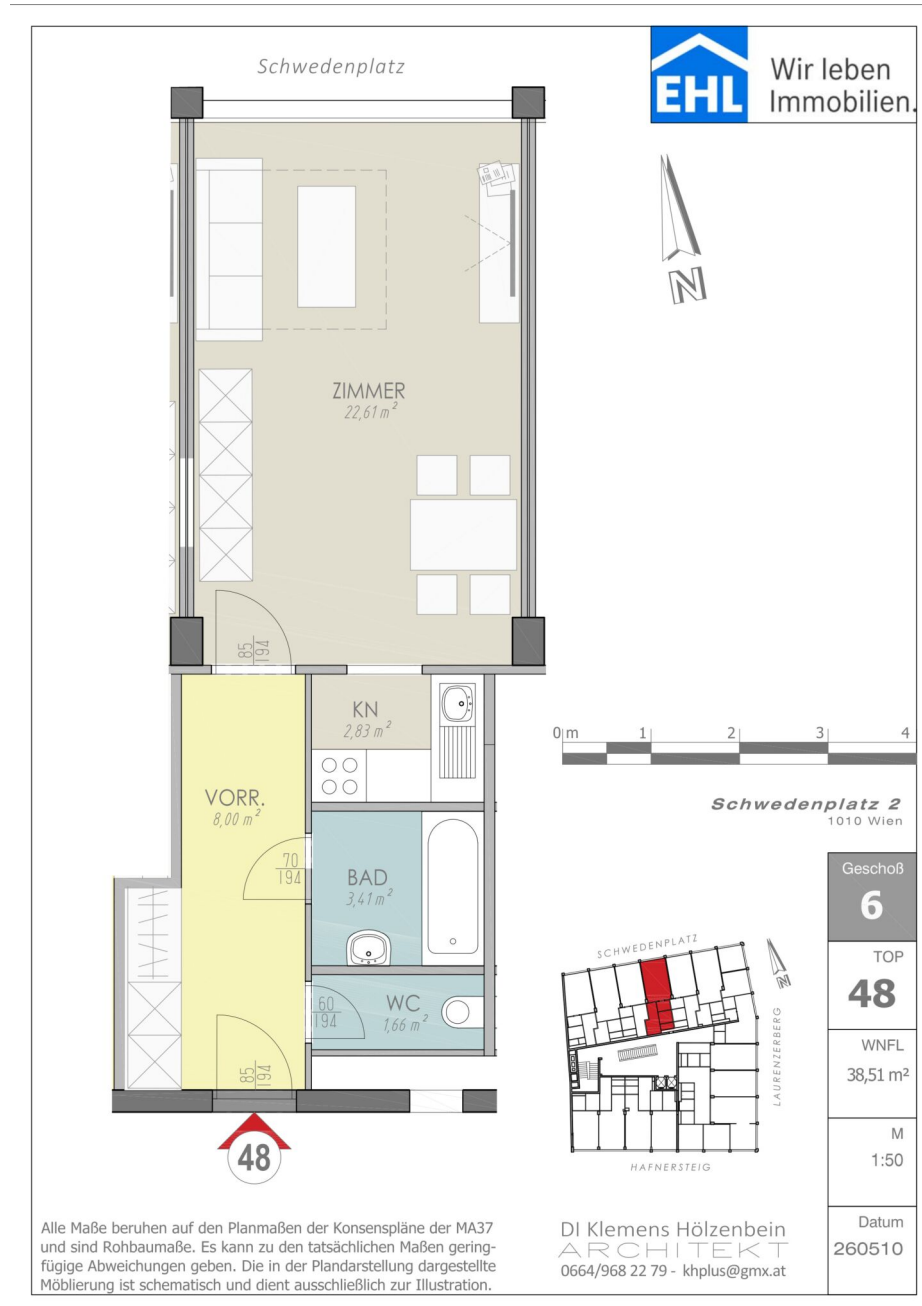 Schwedenplatz
EHL
Wir leben
Immobilien.
N
ZIMMER
22,61 m²
85
194
KN
2,83 m²
0 m 1 2 3 4
VORR.
8,00 m²
Schwedenplatz 2
1010 Wien
70
194
BAD
3,41 m²
Geschoß
6
TOP
48
WNFL
38,51 m²
M
1:50
Datum
260510
SCHWEDENPLATZ
N
LAURENZERBERG
HAFNERSTEIG
60
194
WC
1,66 m²
85
194
48
Alle Maße beruhen auf den Planmaßen der Konsenspläne der MA37
und sind Rohbaumaße. Es kann zu den tatsächlichen Maßen gering-
fügige Abweichungen geben. Die in der Plandarstellung dargestellte
Möblierung ist schematisch und dient ausschließlich zur Illustration.
DI Klemens Hölzenbein
ARCHITEKT
0664/968 22 79 - khplus@gmx.at